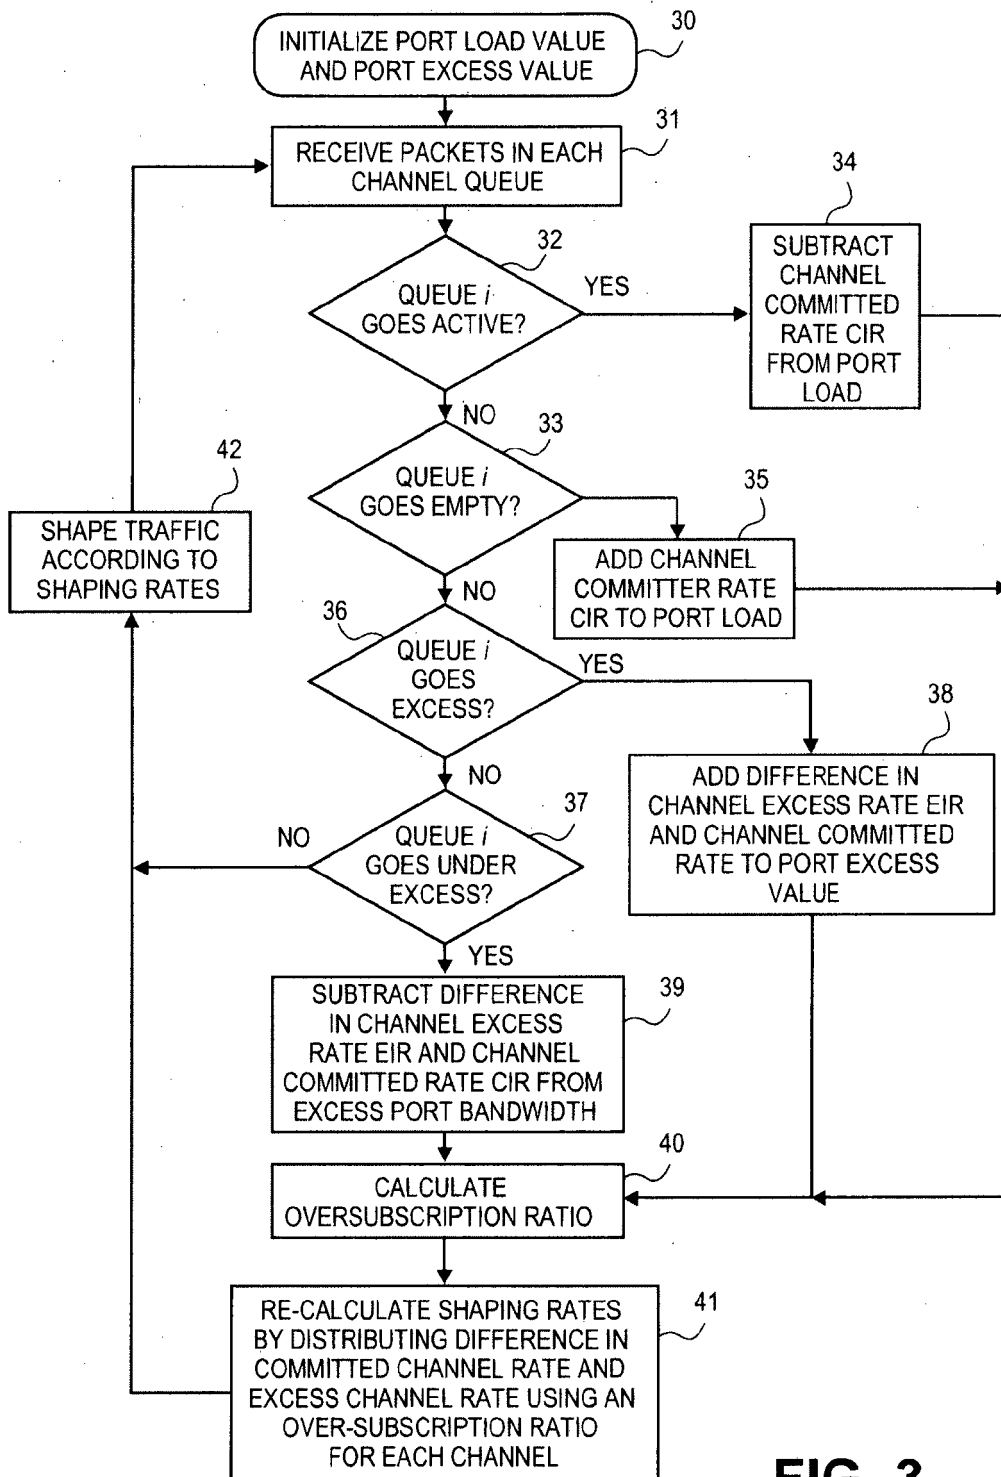 INITIALIZE PORT LOAD VALUE
AND PORT EXCESS VALUE
30
RECEIVE PACKETS IN EACH
CHANNEL QUEUE
31
32
QUEUE i
GOES ACTIVE?
YES
34
SUBTRACT
CHANNEL
COMMITTED
RATE CIR
FROM PORT
LOAD
NO
33
QUEUE i
GOES EMPTY?
35
ADD CHANNEL
COMMITTER RATE
CIR TO PORT LOAD
42
SHAPE TRAFFIC
ACCORDING TO
SHAPING RATES
NO
36
QUEUE i
GOES
EXCESS?
YES
38
ADD DIFFERENCE IN
CHANNEL EXCESS RATE EIR
AND CHANNEL COMMITTED
RATE TO PORT EXCESS
VALUE
NO
37
QUEUE i
GOES UNDER
EXCESS?
NO
YES
39
SUBTRACT DIFFERENCE
IN CHANNEL EXCESS
RATE EIR AND CHANNEL
COMMITTED RATE CIR FROM
EXCESS PORT BANDWIDTH
40
CALCULATE
OVERSUBSCRIPTION RATIO
41
RE-CALCULATE SHAPING RATES
BY DISTRIBUTING DIFFERENCE IN
COMMITTED CHANNEL RATE AND
EXCESS CHANNEL RATE USING AN
OVER-SUBSCRIPTION RATIO
FOR EACH CHANNEL
FIG. 3